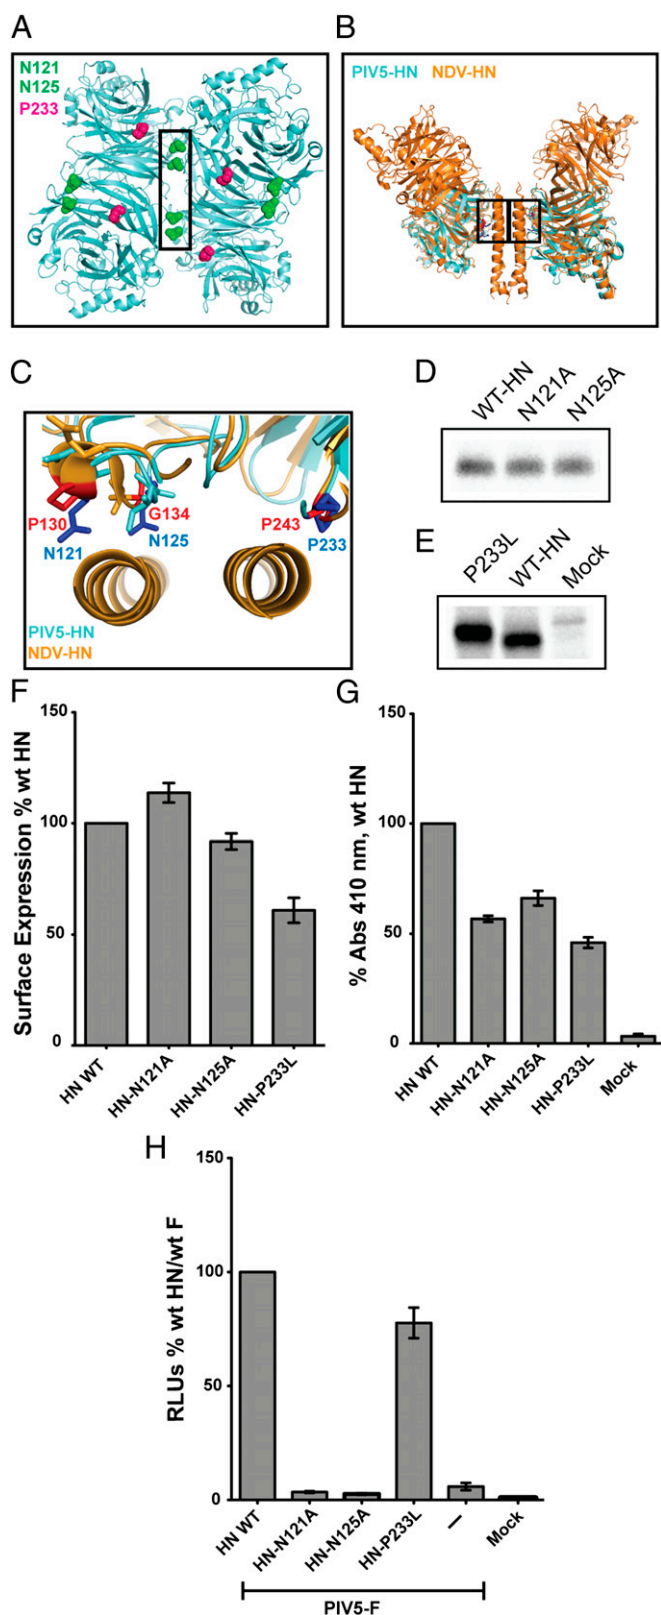 A
N121
N125
P233
B
PIV5-HN NDV-HN
C
P130
N121
G134
N125
P243
P233
PIV5-HN
NDV-HN
D
WT-HN
N121A
N125A
E
P233L
WT-HN
Mock
F
Surface Expression % wt HN
150
100
50
0
HN WT
HN-N121A
HN-N125A
HN-P233L
G
% Abs 410 nm, wt HN
150
100
50
0
HN WT
HN-N121A
HN-N125A
HN-P233L
Mock
H
RLUs % wt HN/wt F
150
100
50
0
HN WT
HN-N121A
HN-N125A
HN-P233L
—
Mock
PIV5-F